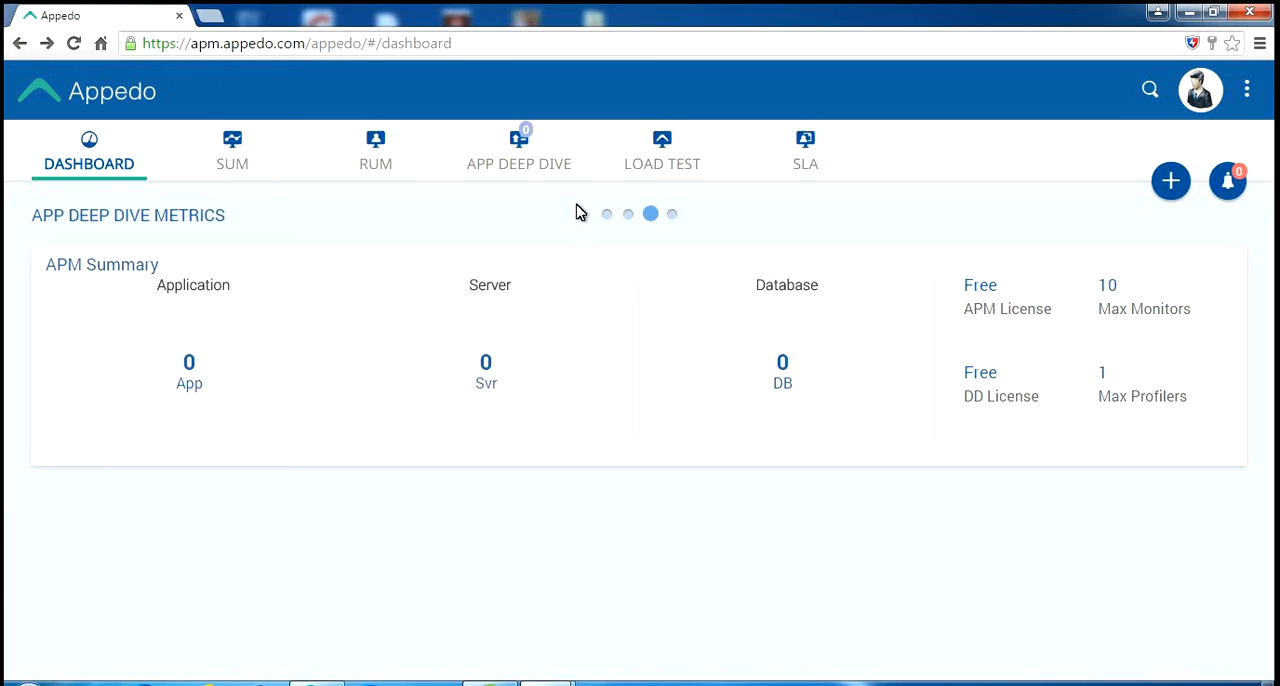 Appedo
https://apm.appedo.com/appedo/#/dashboard
Appedo
0
DASHBOARD SUM RUM APP DEEP DIVE LOAD TEST SLA
0
APP DEEP DIVE METRICS
APM Summary
Application Server Database Free 10
APM License Max Monitors
0 0 0 Free 1
App Svr DB DD License Max Profilers